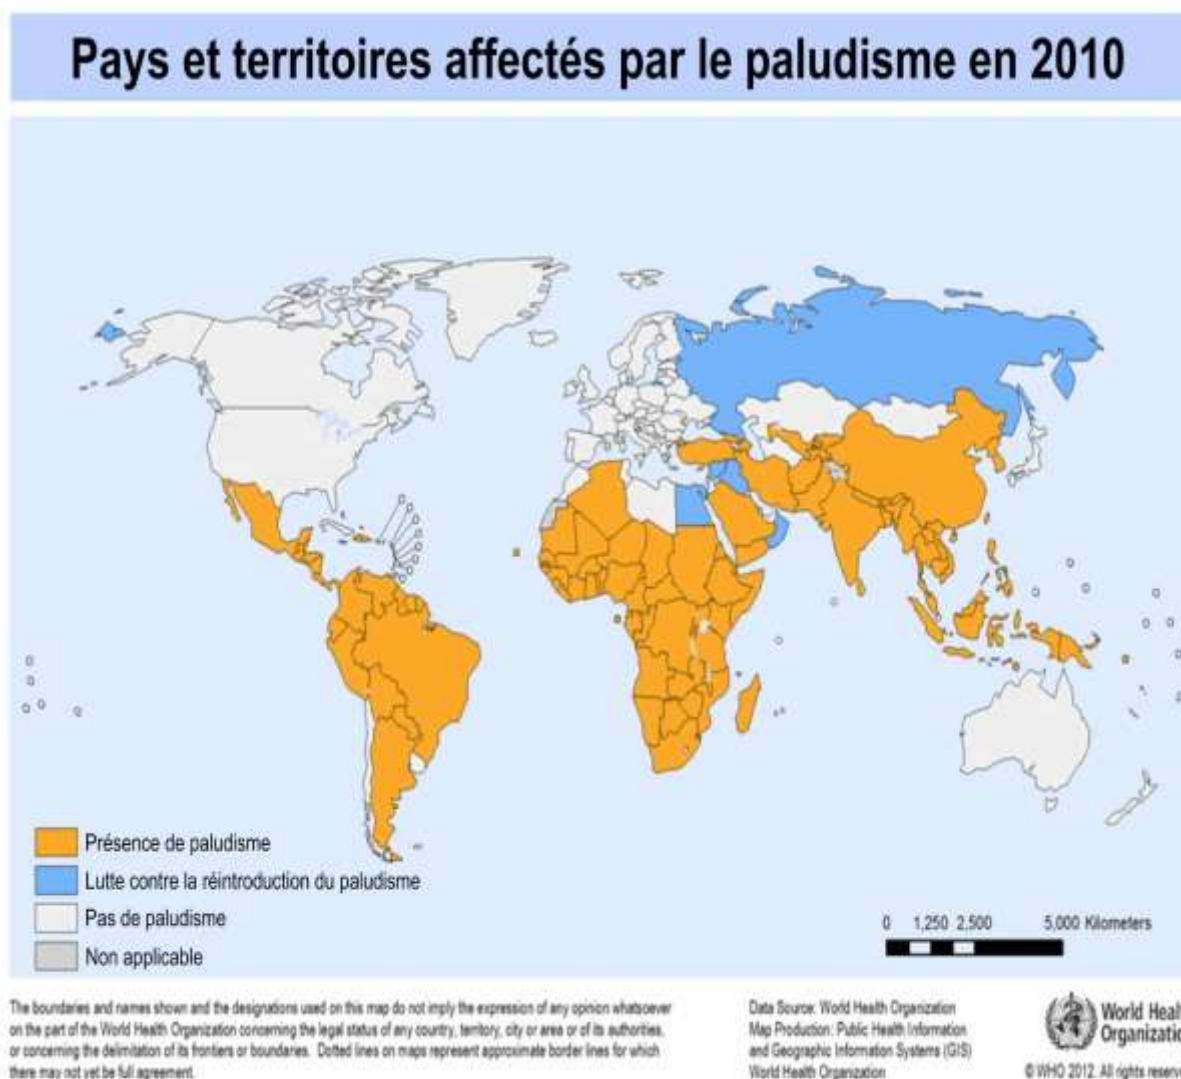 Pays et territoires affectés par le paludisme en 2010
Présence de paludisme
Lutte contre la réintroduction du paludisme
Pas de paludisme
Non applicable
0 1,250 2,500 5,000 Kilometers
The boundaries and names shown and the designations used on this map do not imply the expression of any opinion whatsoever
on the part of the World Health Organization concerning the legal status of any country, territory, city or area or of its authorities,
or concerning the delimitation of its frontiers or boundaries. Dotted lines on maps represent approximate border lines for which
there may not yet be full agreement.
Data Source: World Health Organization
Map Production: Public Health Information
and Geographic Information Systems (GIS)
World Health Organization
World Healt
Organizatio
© WHO 2012. All rights reserve